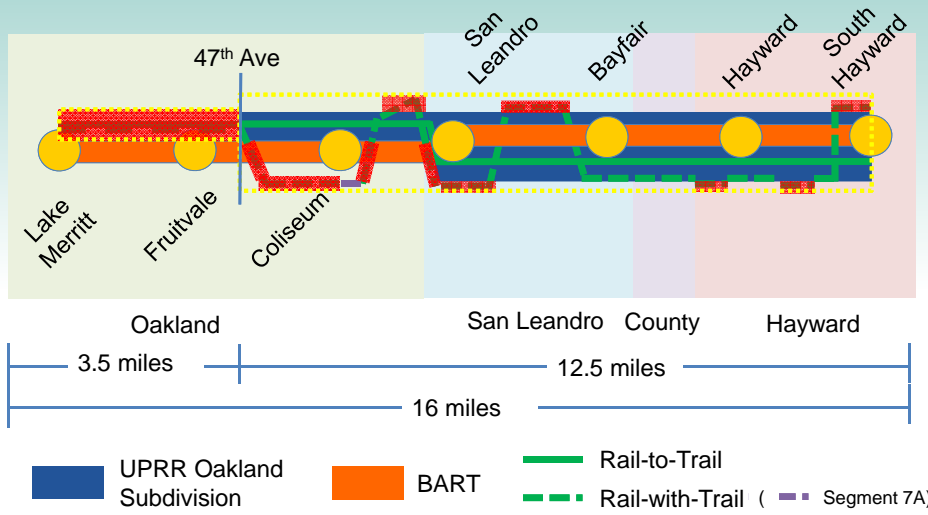 47th Ave
San
Leandro
Bayfair
Hayward
South
Hayward
Lake
Merritt
Fruitvale
Coliseum
Oakland
San Leandro
County
Hayward
3.5 miles
12.5 miles
16 miles
UPRR Oakland
Subdivision
BART
Rail-to-Trail
Rail-with-Trail ( Segment 7A)